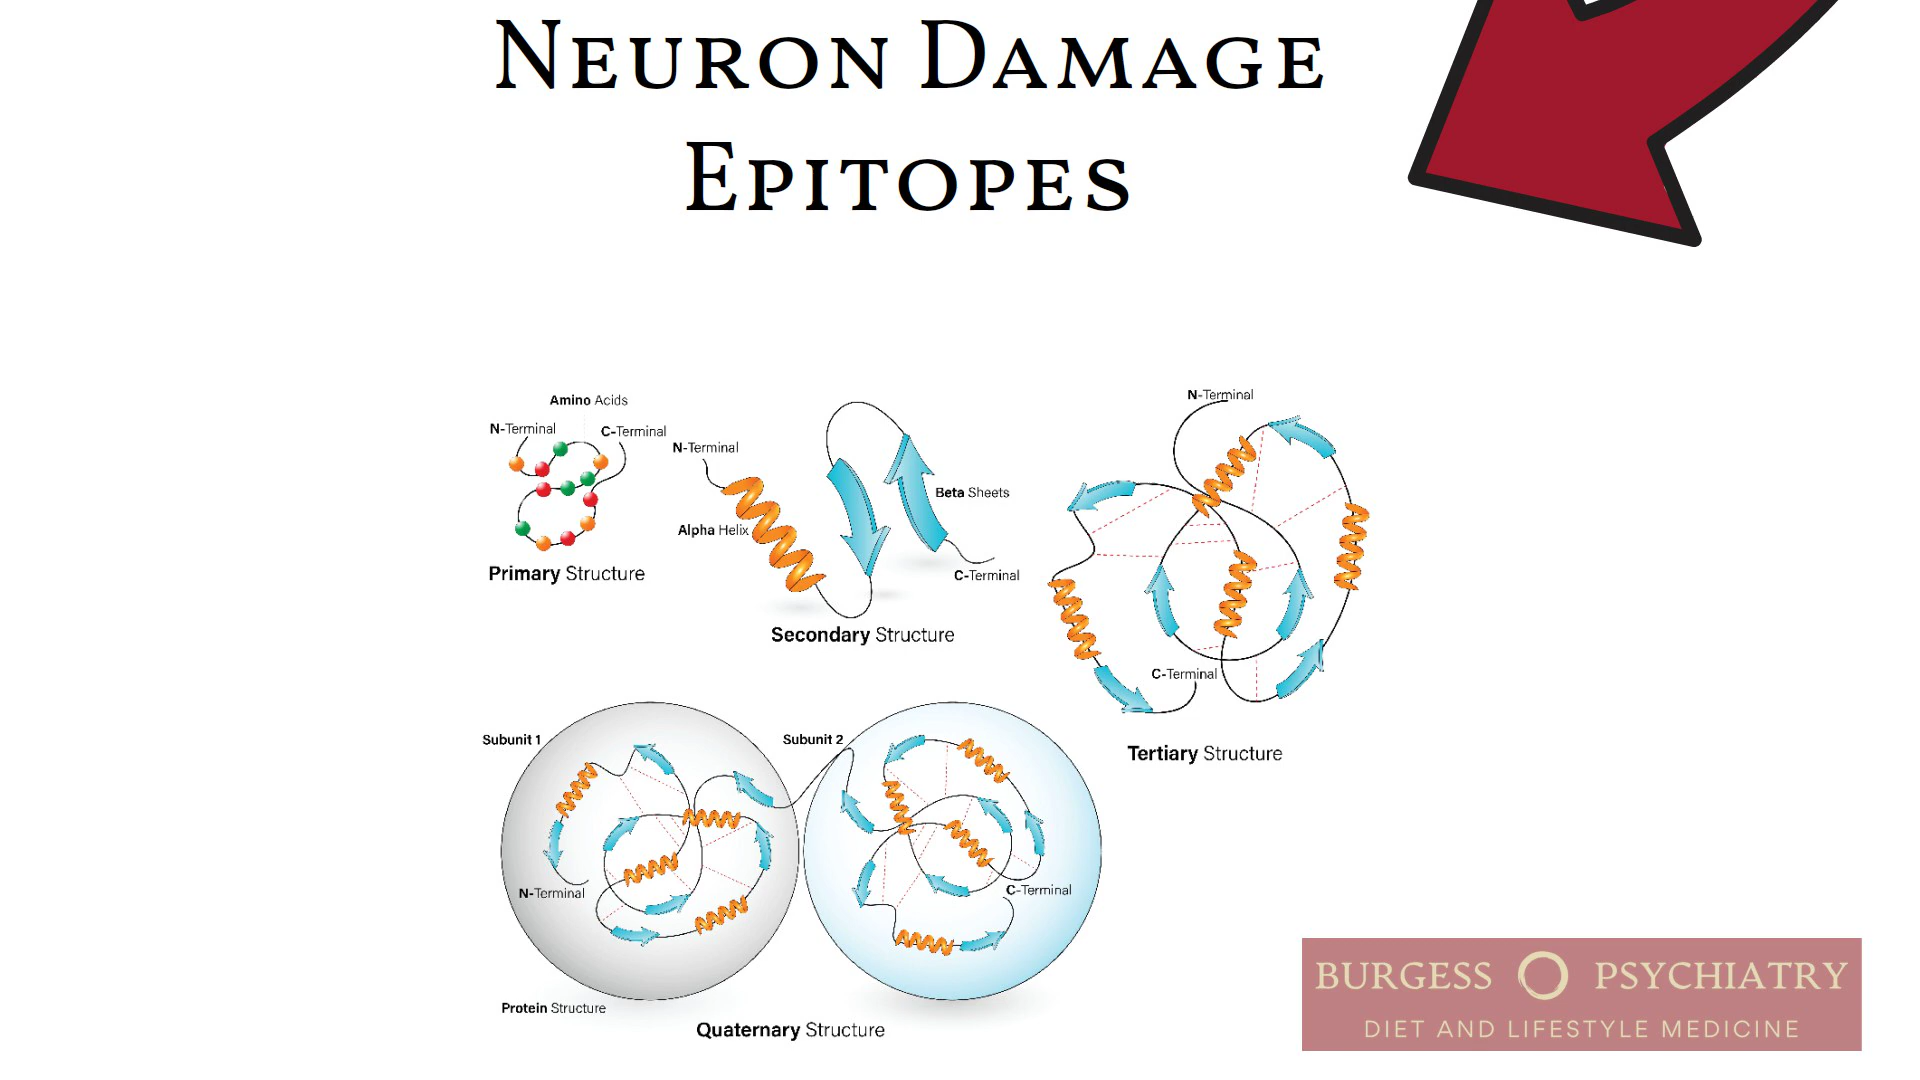 Neuron Damage
Epitopes
Amino Acids
N-Terminal
C-Terminal
Primary Structure
N-Terminal
Alpha Helix
Beta Sheets
C-Terminal
Secondary Structure
N-Terminal
C-Terminal
Tertiary Structure
Subunit 1
Subunit 2
N-Terminal
C-Terminal
Protein Structure
Quaternary Structure
BURGESS PSYCHIATRY
DIET AND LIFESTYLE MEDICINE